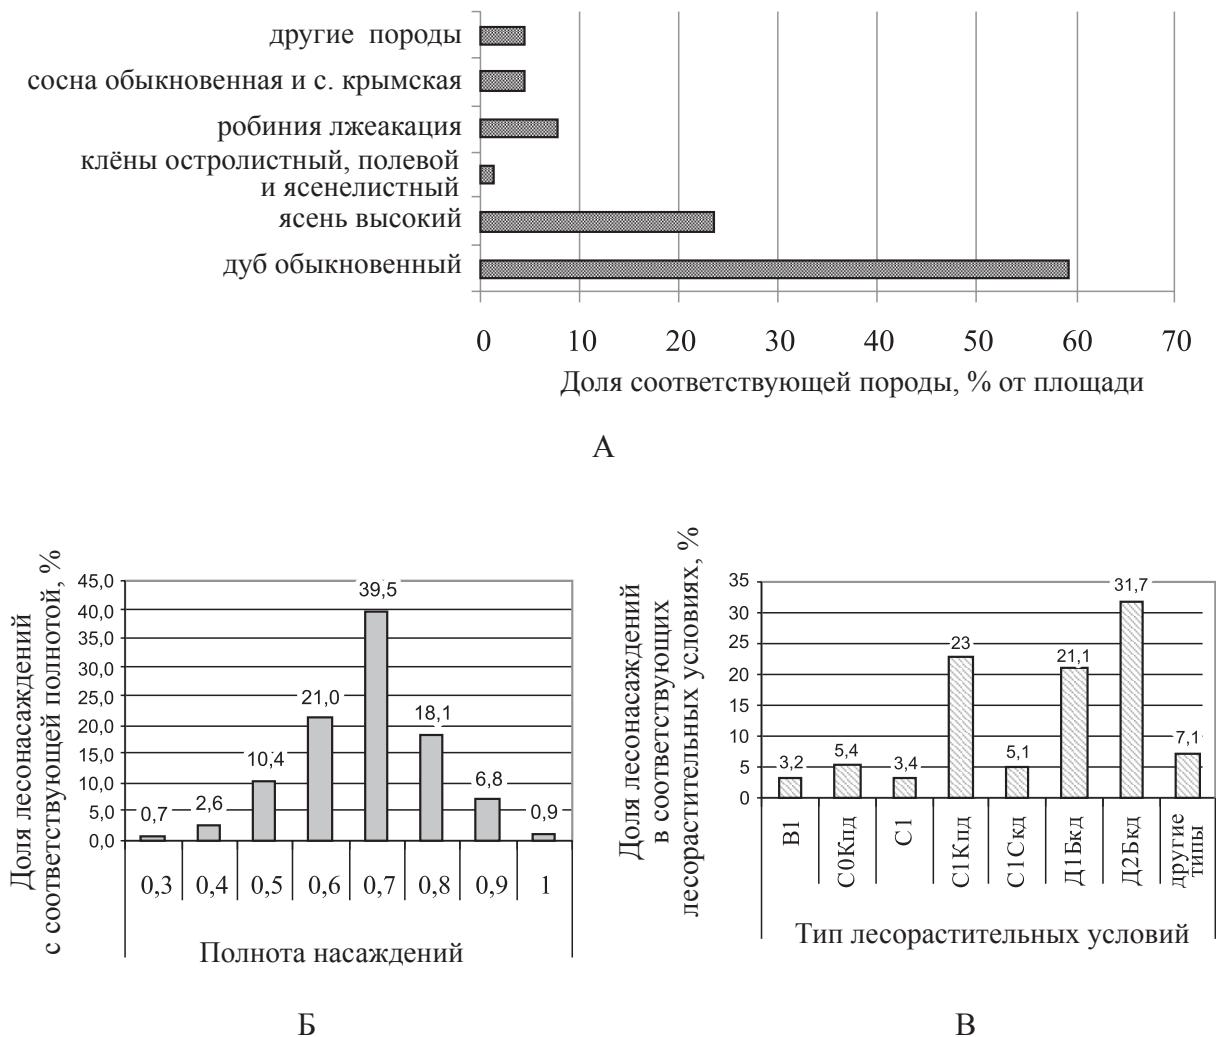 другие породы
сосна обыкновенная и с. крымская
робиния лжеакация
клёны остролистный, полевой
и ясенелистный
ясень высокий
дуб обыкновенный
0 10 20 30 40 50 60 70
Доля соответствующей породы, % от площади
А
Доля лесонасаждений
с соответствующей полнотой, %
45,0
40,0
35,0
30,0
25,0
20,0
15,0
10,0
5,0
0,0
0,7
2,6
10,4
21,0
39,5
18,1
6,8
0,9
0,3 0,4 0,5 0,6 0,7 0,8 0,9 1
Полнота насаждений
Б
Доля лесонасаждений
в соответствующих
лесорастительных условиях, %
35
30
25
20
15
10
5
0
3,2
5,4
3,4
23
5,1
21,1
31,7
7,1
В1
С0Кпд
С1
С1Кпд
С1Скд
Д1Бкд
Д2Бкд
другие
типы
Тип лесорастительных условий
В